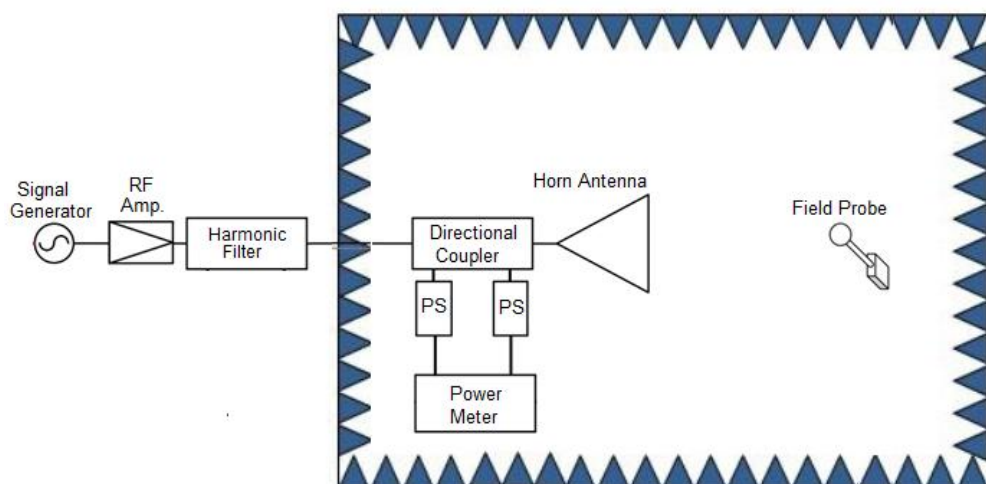 Signal
Generator
RF
Amp.
Harmonic
Filter
Directional
Coupler
PS
PS
Power
Meter
Horn Antenna
Field Probe